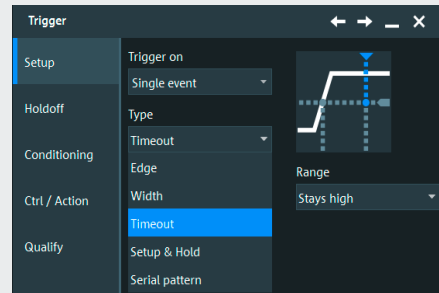 Trigger
Setup
Holdoff
Conditioning
Ctrl / Action
Qualify
Trigger on
Single event
Type
Timeout
Edge
Width
Timeout
Setup & Hold
Serial pattern
Range
Stays high